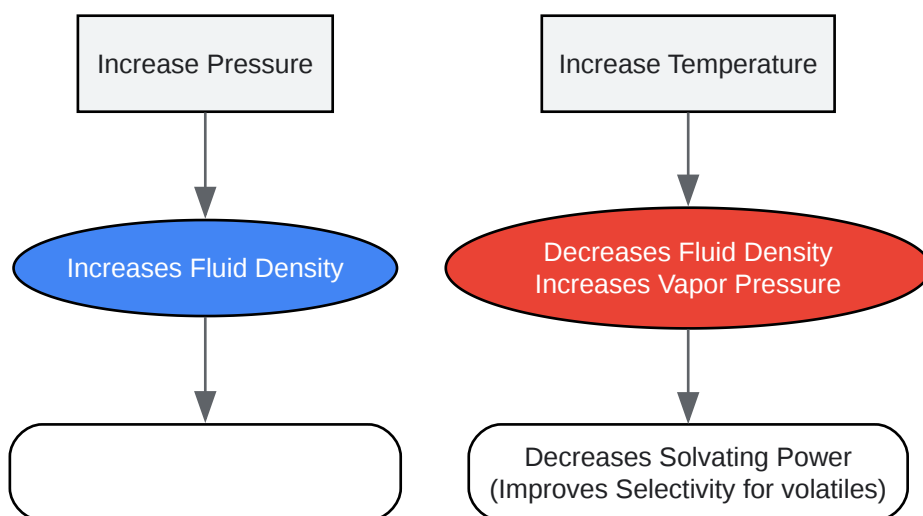 Increase Pressure
Increase Temperature
Increases Fluid Density
Decreases Fluid Density
Increases Vapor Pressure
Decreases Solvating Power
(Improves Selectivity for volatiles)